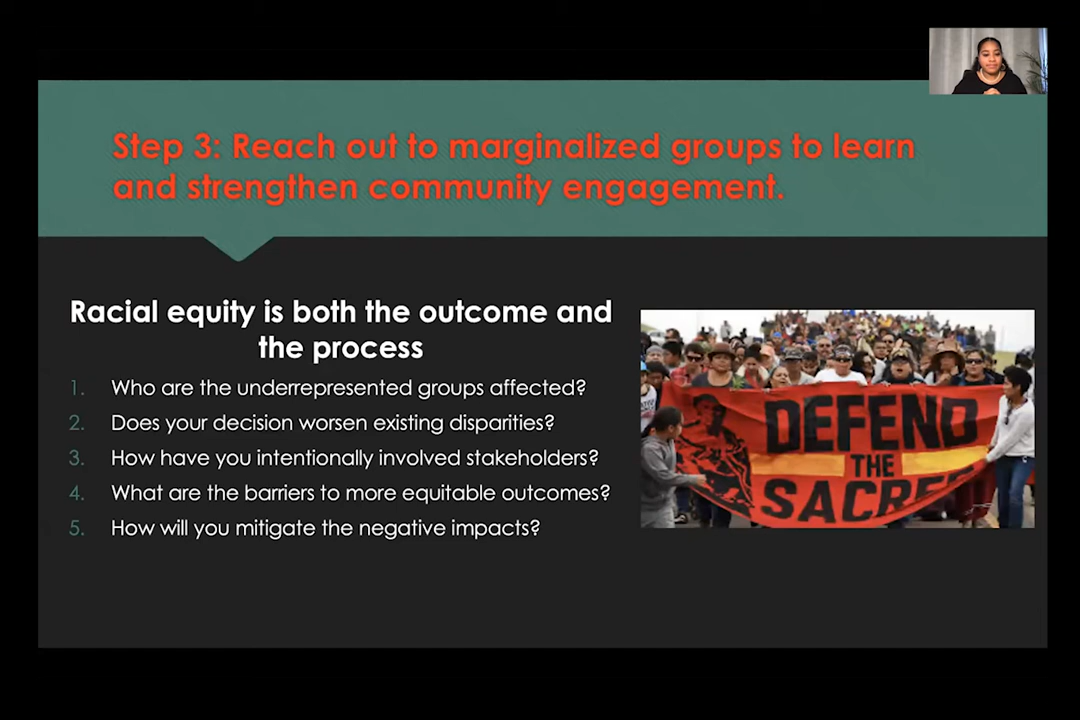 Step 3: Reach out to marginalized groups to learn
and strengthen community engagement.
Racial equity is both the outcome and
the process
1. Who are the underrepresented groups affected?
2. Does your decision worsen existing disparities?
3. How have you intentionally involved stakeholders?
4. What are the barriers to more equitable outcomes?
5. How will you mitigate the negative impacts?
DEFEND
THE
SACRE